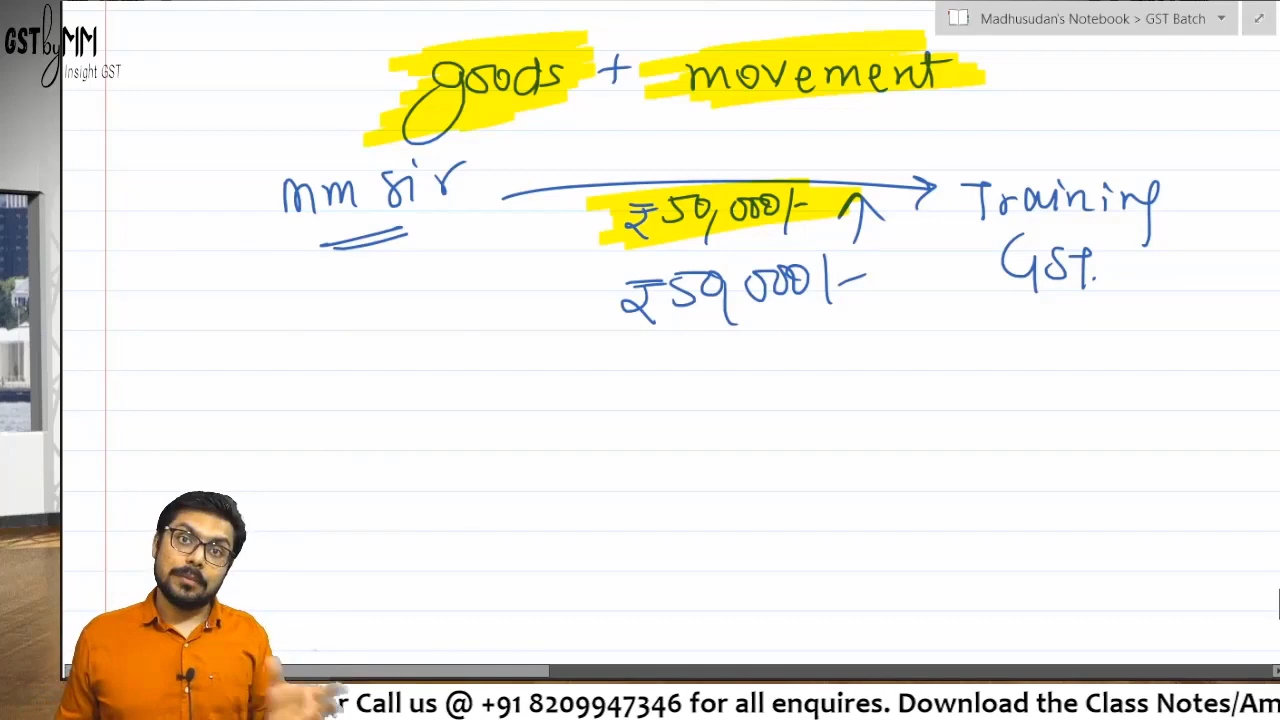 GST by MM
Insight GST
Madhusudan's Notebook > GST Batch
goods + movement
MM Sir
₹50,000/-
₹50,000/-
Training
GST.
r Call us @ +91 8209947346 for all enquires. Download the Class Notes/Am